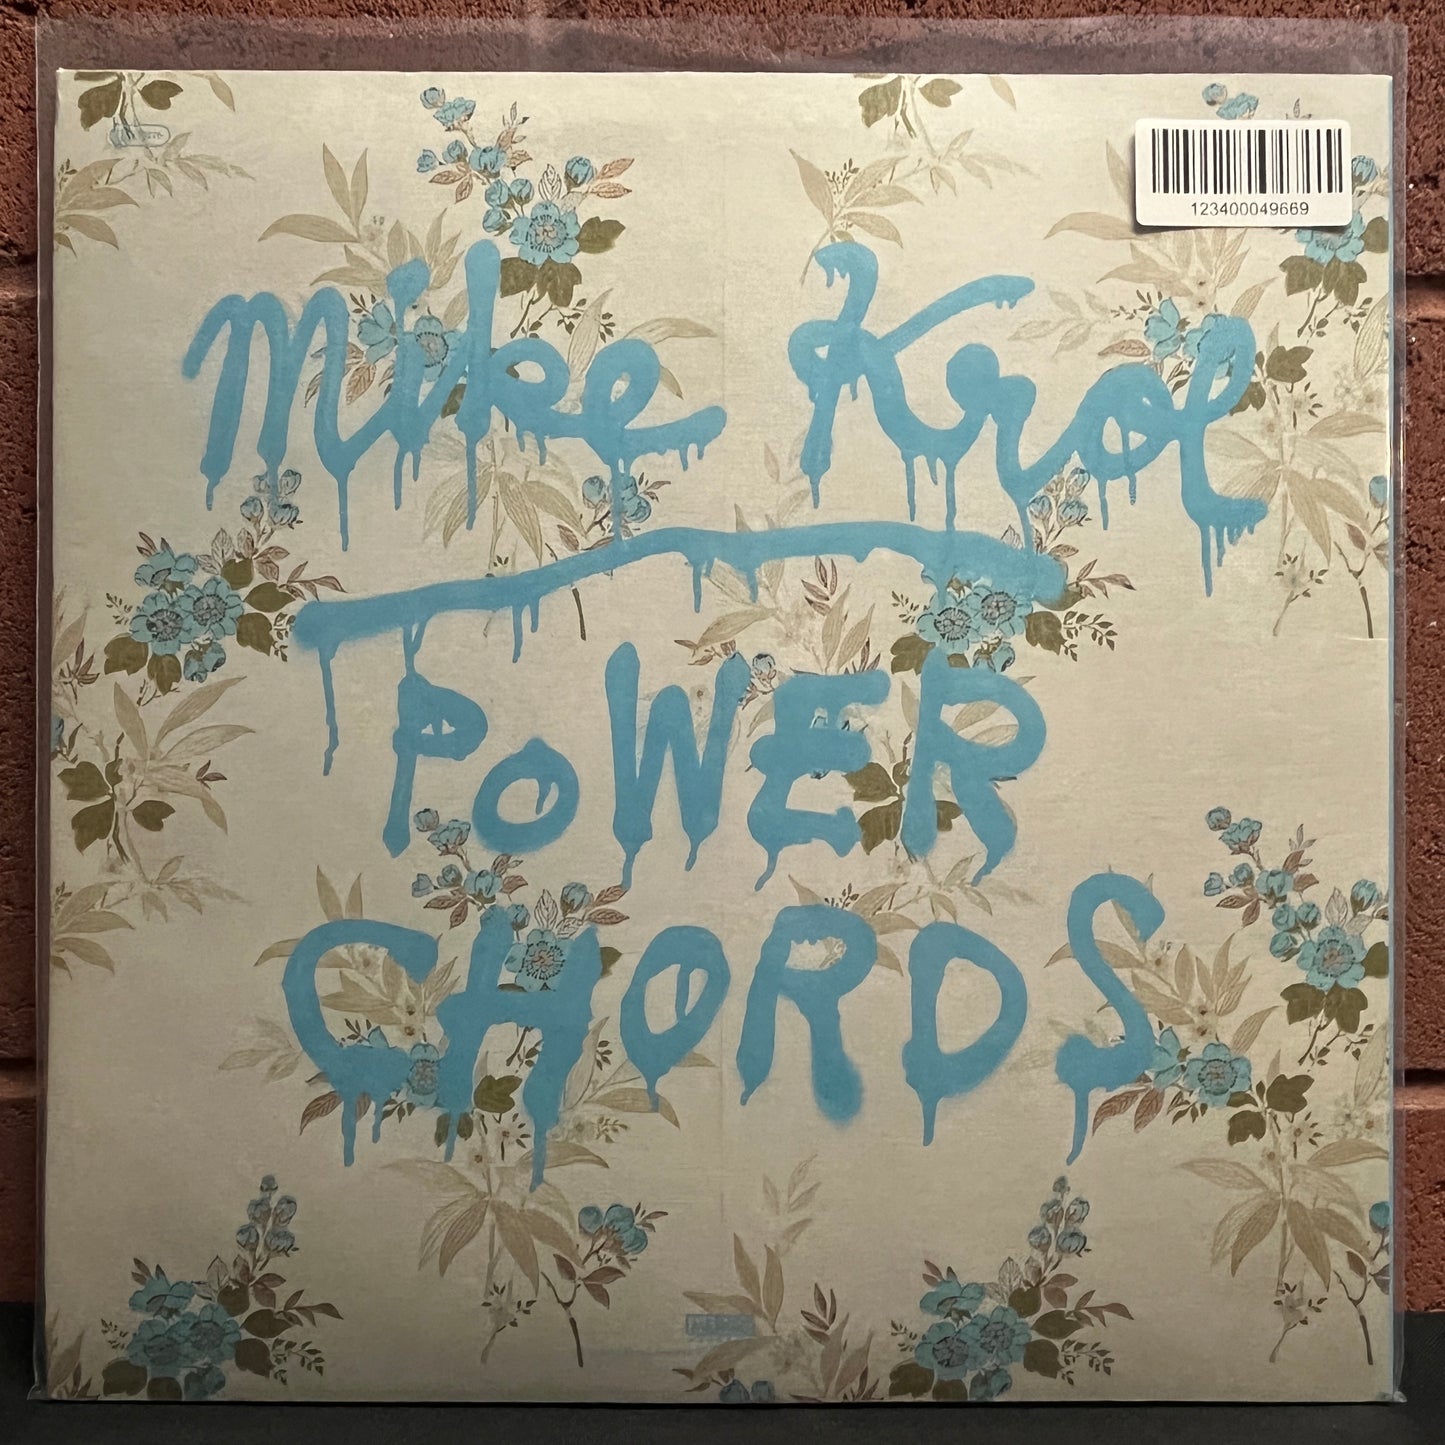 123400049669
Mike Krol
POWER
CHORDS